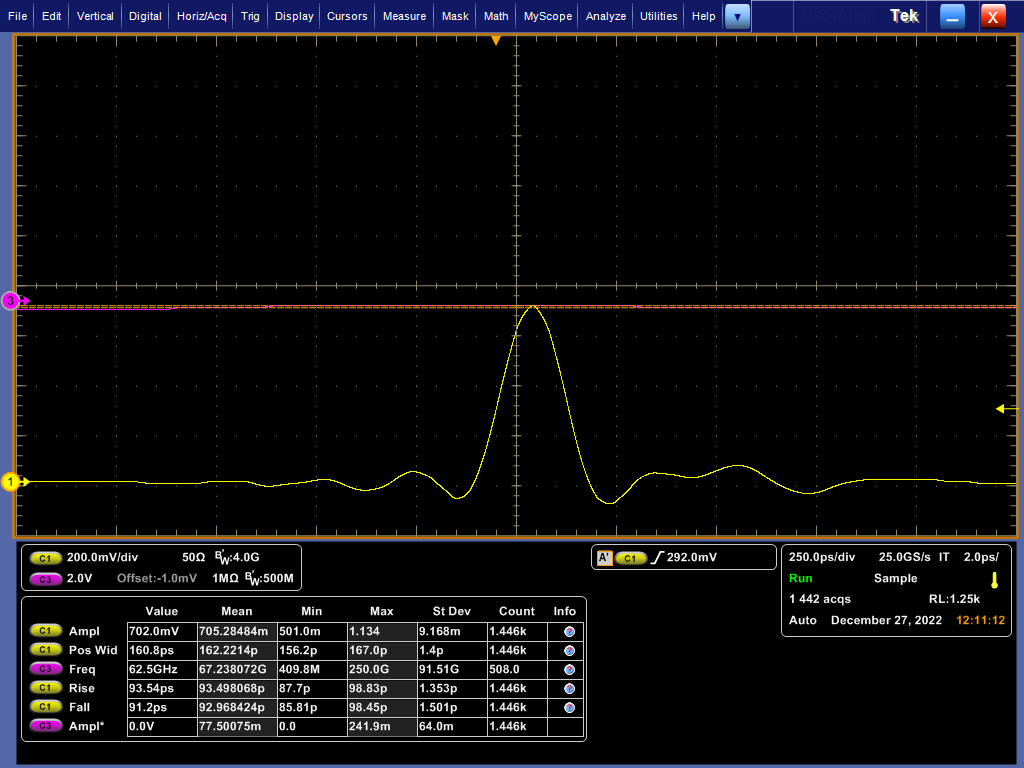 File Edit Vertical Digital Horiz/Acq Trig Display Cursors Measure Mask Math MyScope Analyze Utilities Help ▼ Tek X
3
1
C1 200.0mV/div 50Ω BW:4.0G
C3 2.0V Offset:-1.0mV 1MΩ BW:500M
A' C1 292.0mV
250.0ps/div 25.0GS/s IT 2.0ps/
Run Sample
1 442 acqs RL:1.25k
Auto December 27, 2022 12:11:12
Value Mean Min Max St Dev Count Info
C1 Ampl 702.0mV 705.28484m 501.0m 1.134 9.168m 1.446k
C1 Pos Wid 160.8ps 162.2214p 156.2p 167.0p 1.4p 1.446k
C3 Freq 62.5GHz 67.238072G 409.8M 250.0G 91.51G 508.0
C1 Rise 93.54ps 93.498068p 87.7p 98.83p 1.353p 1.446k
C1 Fall 91.2ps 92.968424p 85.81p 98.45p 1.501p 1.446k
C3 Ampl* 0.0V 77.50075m 0.0 241.9m 64.0m 1.446k